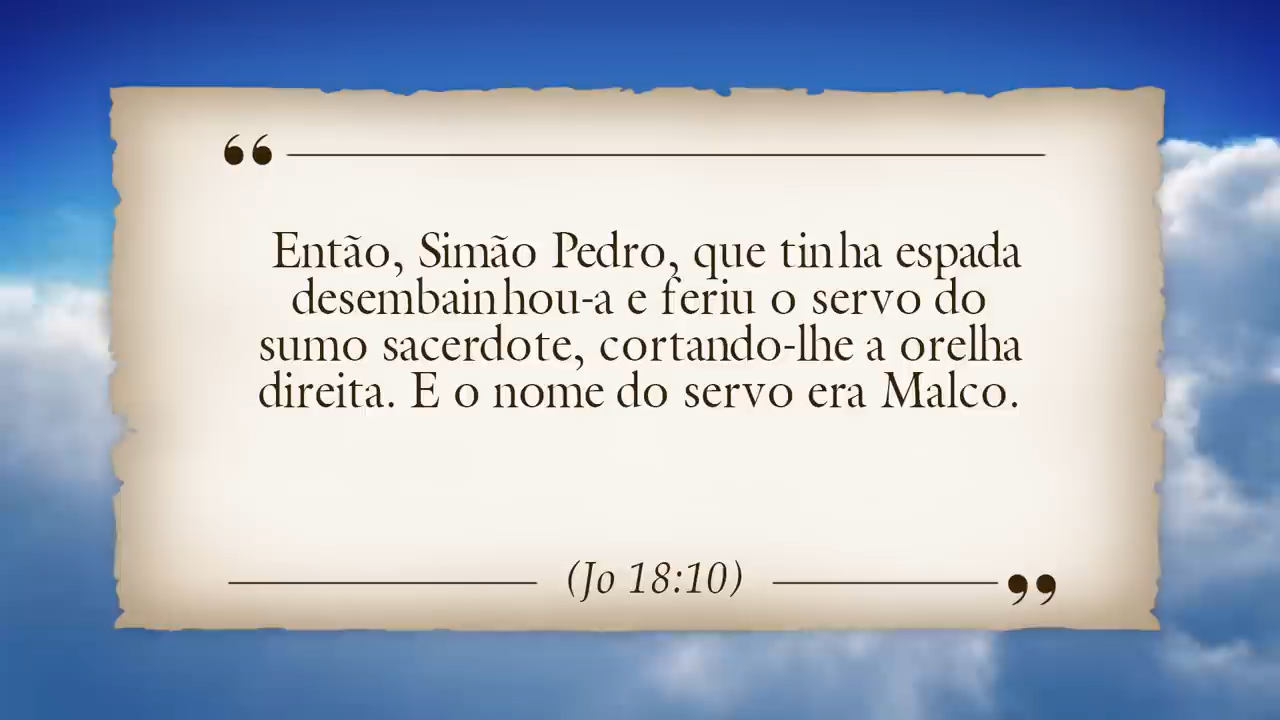 “
Então, Simão Pedro, que tinha espada
desembainhou-a e feriu o servo do
sumo sacerdote, cortando-lhe a orelha
direita. E o nome do servo era Malco.
(Jo 18:10)
”